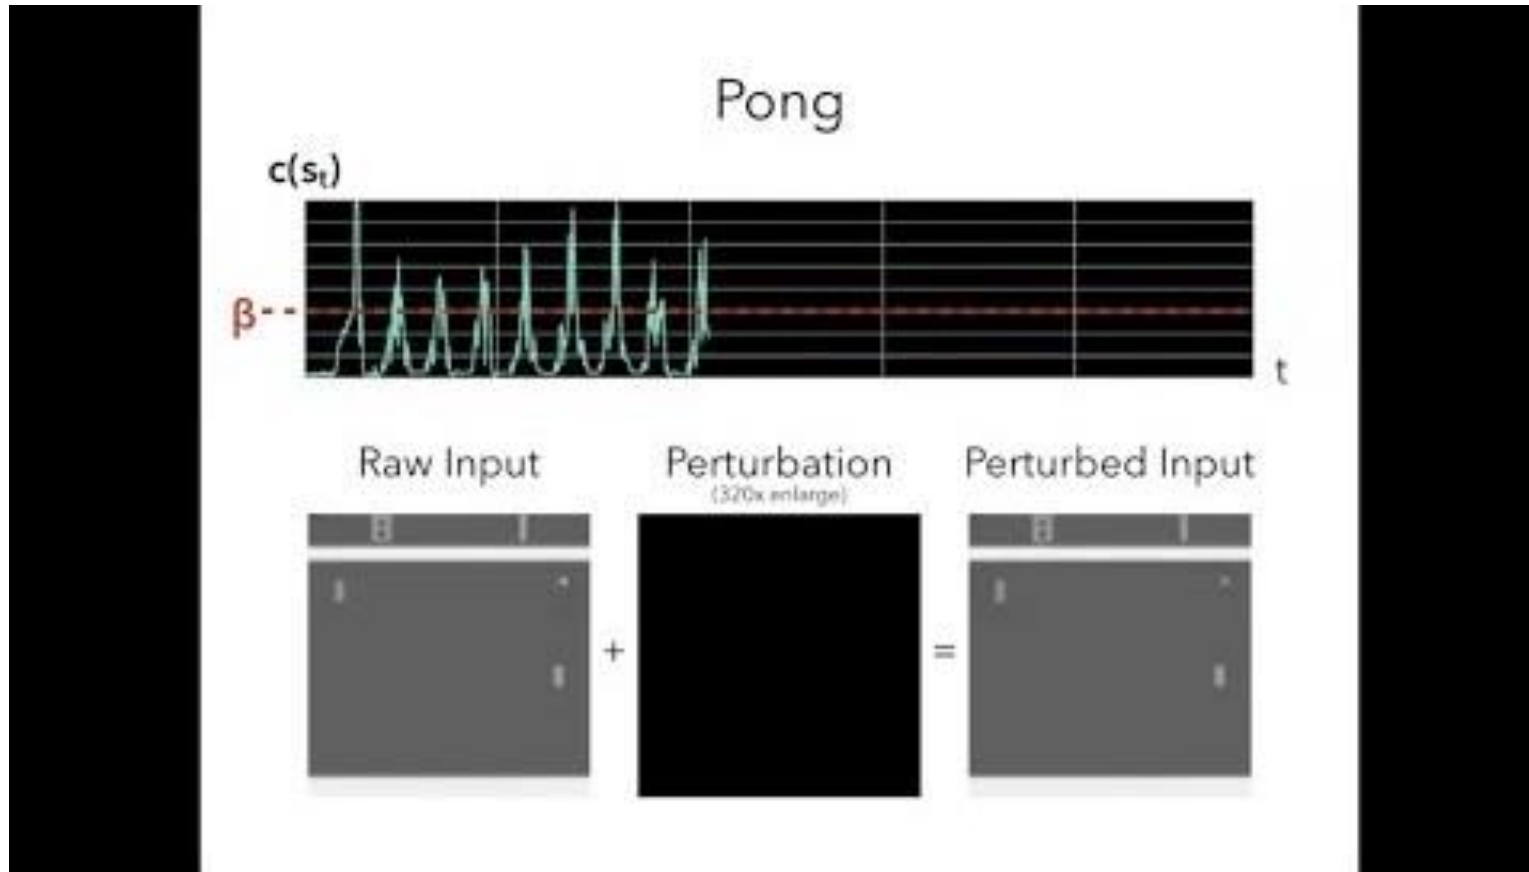 Pong
c(sₜ)
β--
t
Raw Input
Perturbation
(320x enlarge)
Perturbed Input
+
=